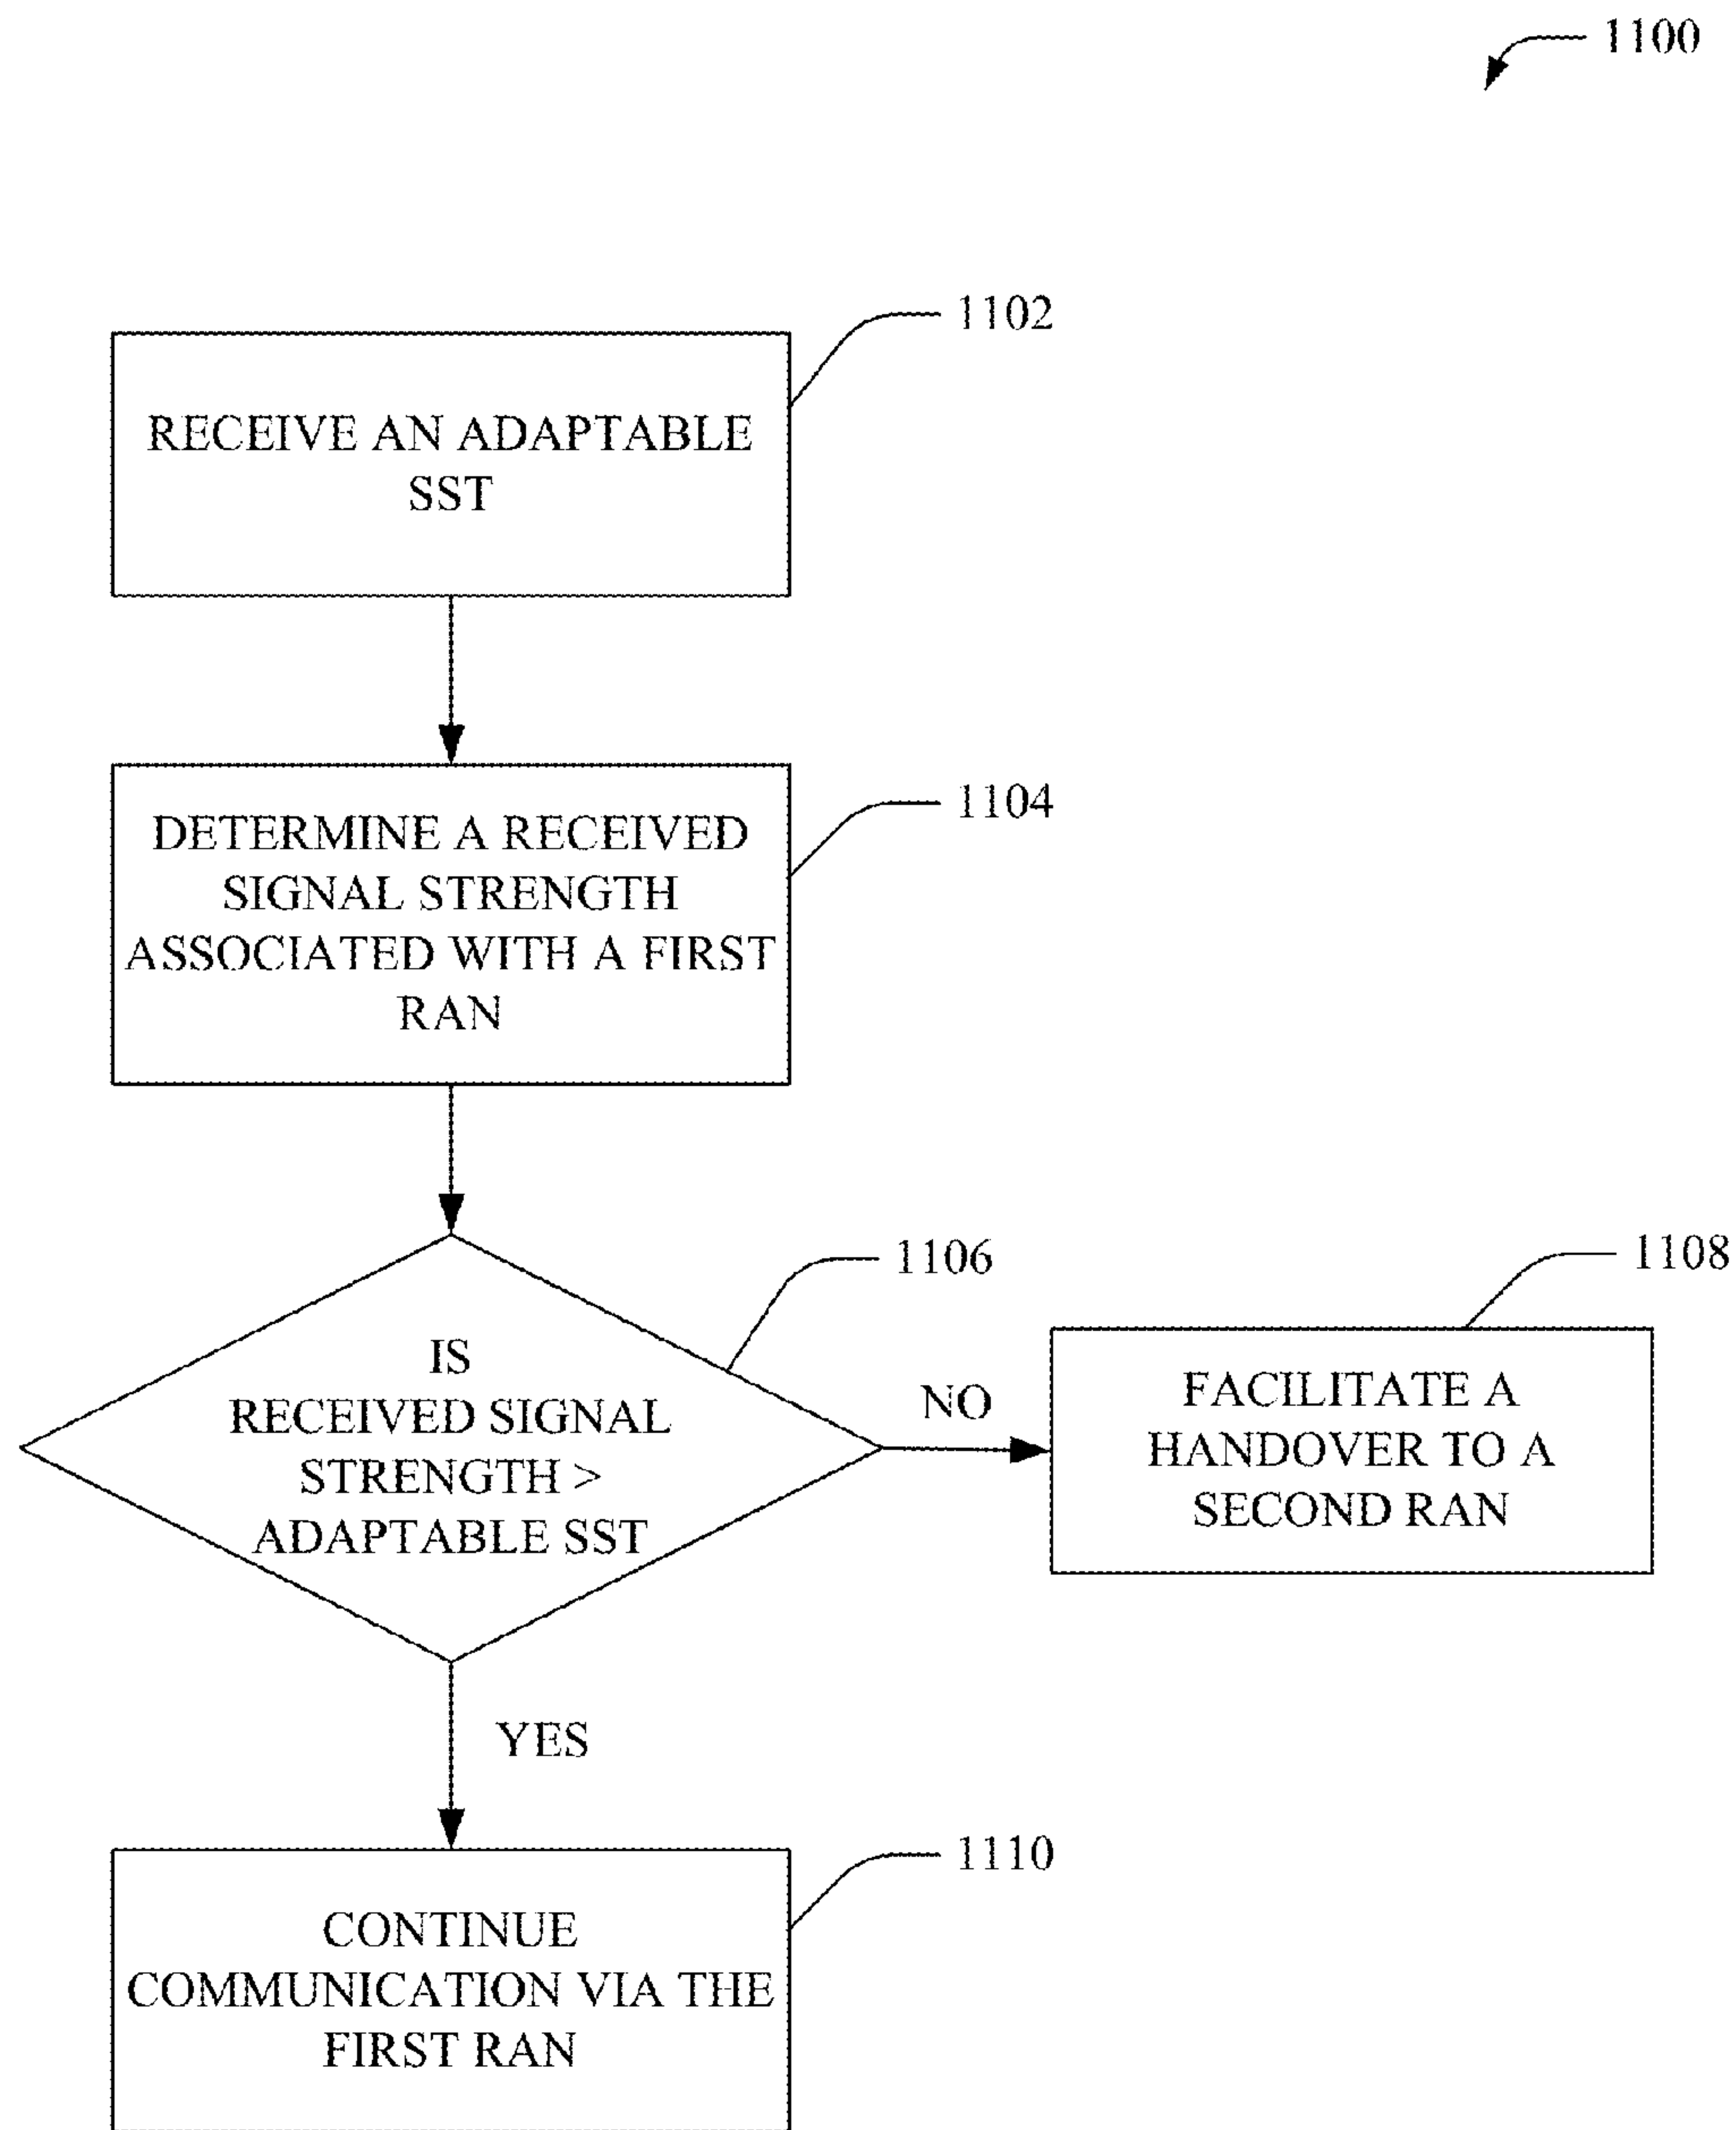 1100
1102
RECEIVE AN ADAPTABLE
SST
1104
DETERMINE A RECEIVED
SIGNAL STRENGTH
ASSOCIATED WITH A FIRST
RAN
1106
1108
IS
RECEIVED SIGNAL
STRENGTH >
ADAPTABLE SST
NO
FACILITATE A
HANDOVER TO A
SECOND RAN
YES
1110
CONTINUE
COMMUNICATION VIA THE
FIRST RAN